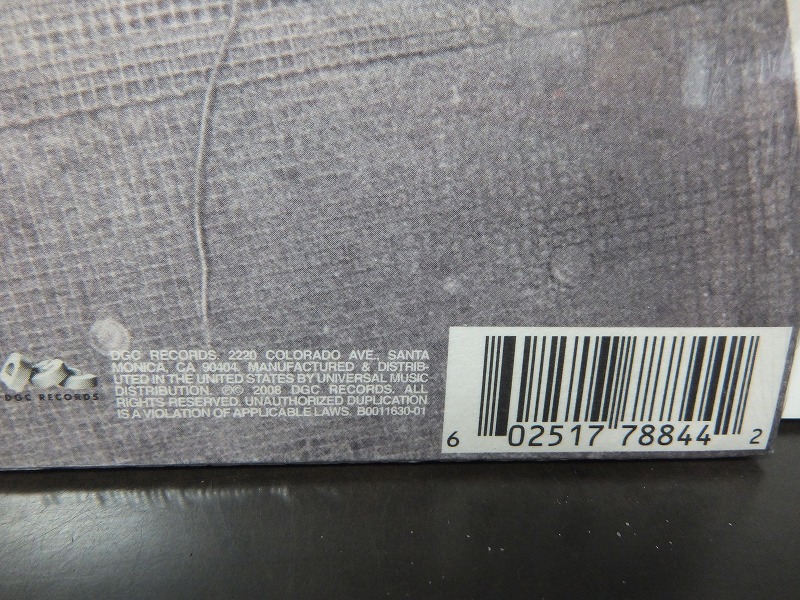 DGC RECORDS, 2220 COLORADO AVE., SANTA
MONICA, CA 90404. MANUFACTURED & DISTRIB-
UTED IN THE UNITED STATES BY UNIVERSAL MUSIC
DISTRIBUTION. ℗© 2008 DGC RECORDS. ALL
RIGHTS RESERVED. UNAUTHORIZED DUPLICATION
IS A VIOLATION OF APPLICABLE LAWS. B0011630-01
DGC RECORDS
6 02517 78844 2